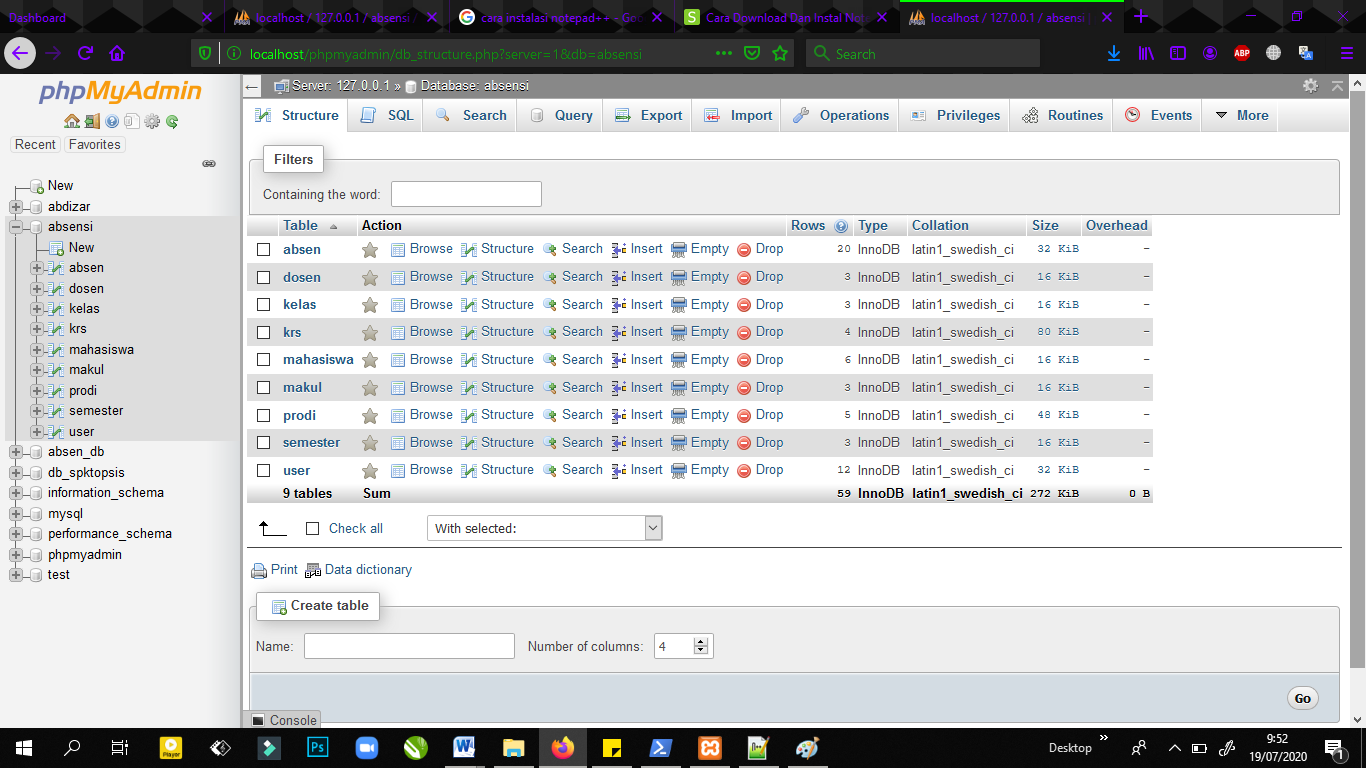 Dashboard
localhost / 127.0.0.1 / absensi /
cara instalasi notepad++ - Goo
Cara Download Dan Instal Not
localhost / 127.0.0.1 / absensi |
localhost/phpmyadmin/db_structure.php?server=1&db=absensi
Search
ABP
phpMyAdmin
Recent Favorites
New
abdizar
absensi
New
absen
dosen
kelas
krs
mahasiswa
makul
prodi
semester
user
absen_db
db_spktopsis
information_schema
mysql
performance_schema
phpmyadmin
test
Server: 127.0.0.1 » Database: absensi
Structure SQL Search Query Export Import Operations Privileges Routines Events More
Filters
Containing the word:
Table Action Rows Type Collation Size Overhead
absen Browse Structure Search Insert Empty Drop 20 InnoDB latin1_swedish_ci 32 KiB -
dosen Browse Structure Search Insert Empty Drop 3 InnoDB latin1_swedish_ci 16 KiB -
kelas Browse Structure Search Insert Empty Drop 3 InnoDB latin1_swedish_ci 16 KiB -
krs Browse Structure Search Insert Empty Drop 4 InnoDB latin1_swedish_ci 80 KiB -
mahasiswa Browse Structure Search Insert Empty Drop 6 InnoDB latin1_swedish_ci 16 KiB -
makul Browse Structure Search Insert Empty Drop 3 InnoDB latin1_swedish_ci 16 KiB -
prodi Browse Structure Search Insert Empty Drop 5 InnoDB latin1_swedish_ci 48 KiB -
semester Browse Structure Search Insert Empty Drop 3 InnoDB latin1_swedish_ci 16 KiB -
user Browse Structure Search Insert Empty Drop 12 InnoDB latin1_swedish_ci 32 KiB -
9 tables Sum 59 InnoDB latin1_swedish_ci 272 KiB 0 B
Check all With selected:
Print Data dictionary
Create table
Name: Number of columns: 4
Go
Console
Player
Ps
W
Desktop
9:52
19/07/2020
1